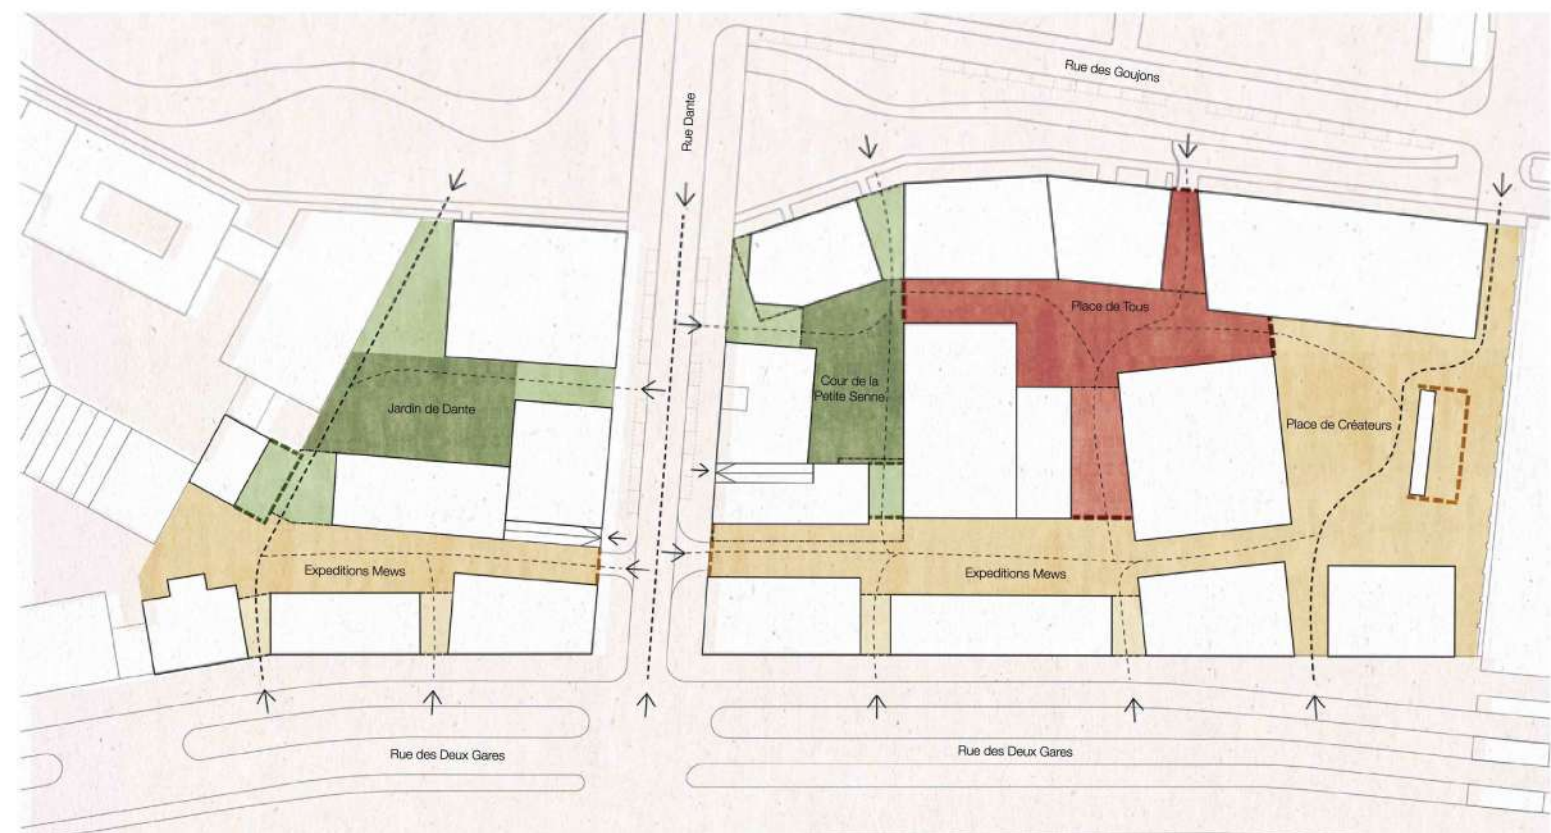 Rue des Goujons
Rue Dante
Place de Tous
Cour de la
Petite Senne
Jardin de Dante
Place de Créateurs
Expeditions Mews
Expeditions Mews
Rue des Deux Gares
Rue des Deux Gares